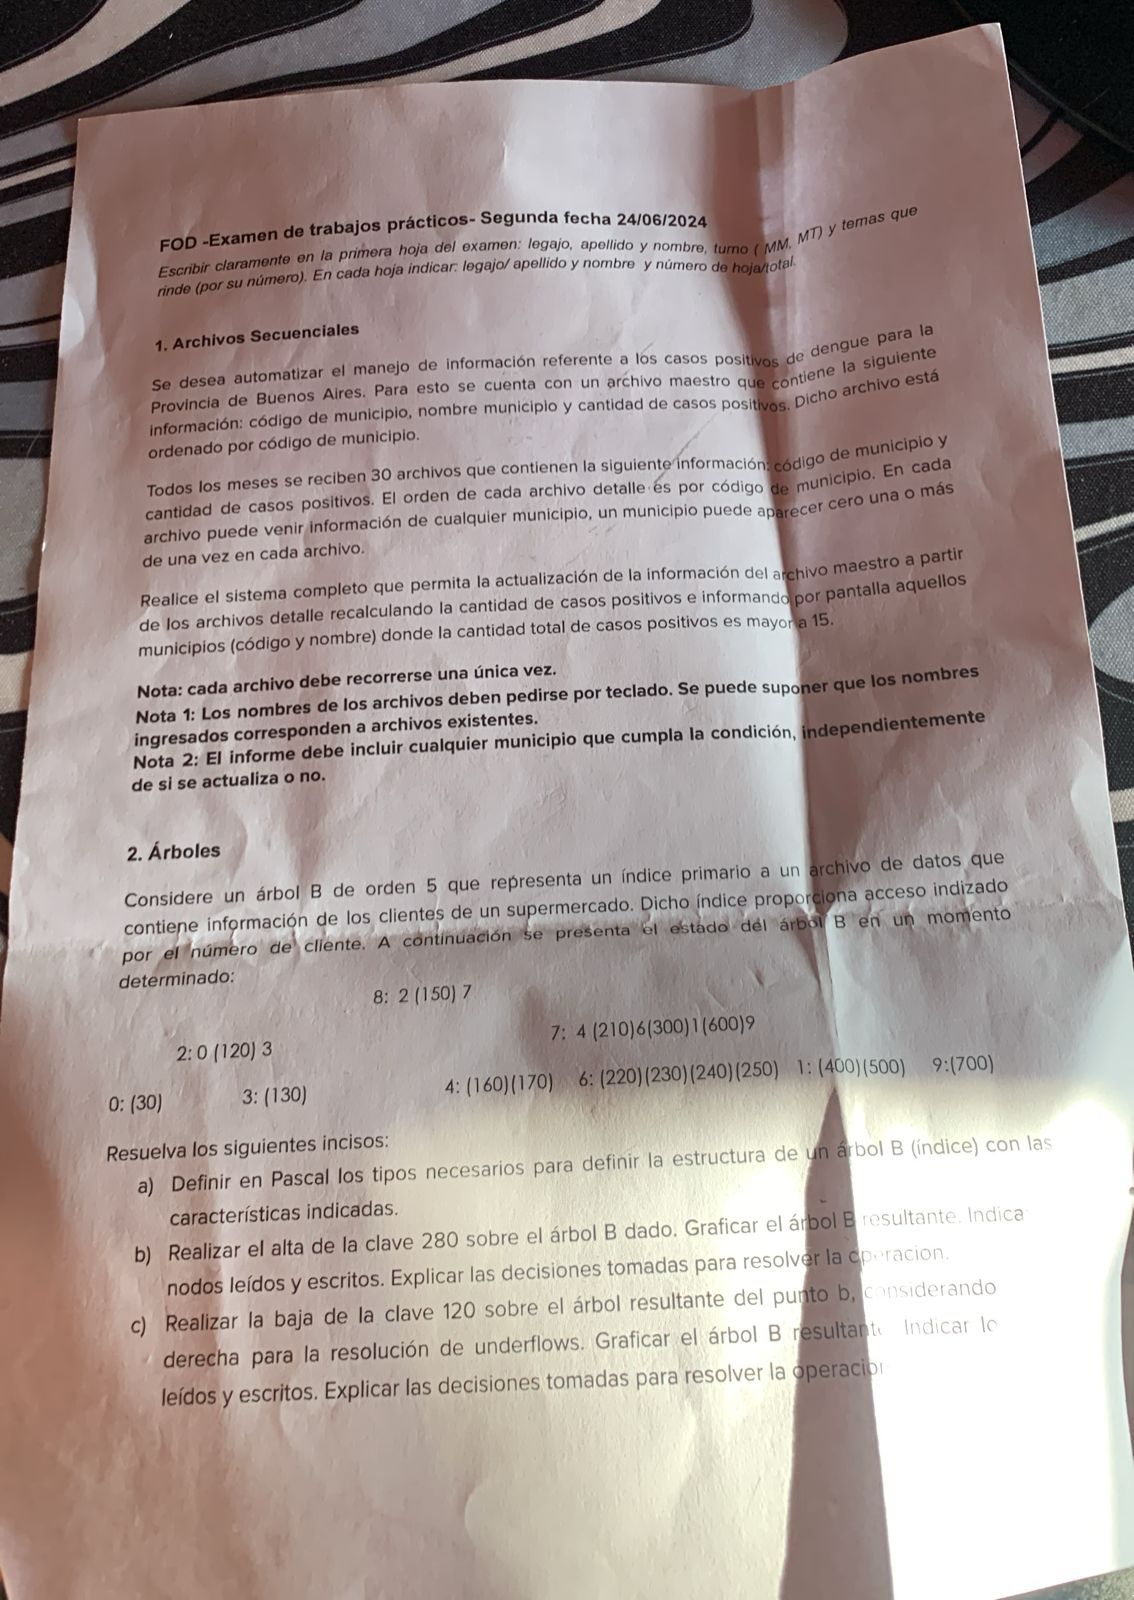 FOD -Examen de trabajos prácticos- Segunda fecha 24/06/2024
Escribir claramente en la primera hoja del examen: legajo, apellido y nombre, turno ( MM, MT) y temas que
rinde (por su número). En cada hoja indicar: legajo/ apellido y nombre y número de hoja/total.
1. Archivos Secuenciales
Se desea automatizar el manejo de información referente a los casos positivos de dengue para la
Provincia de Buenos Aires. Para esto se cuenta con un archivo maestro que contiene la siguiente
información: código de municipio, nombre municipio y cantidad de casos positivos. Dicho archivo está
ordenado por código de municipio.
Todos los meses se reciben 30 archivos que contienen la siguiente información: código de municipio y
cantidad de casos positivos. El orden de cada archivo detalle es por código de municipio. En cada
archivo puede venir información de cualquier municipio, un municipio puede aparecer cero una o más
de una vez en cada archivo.
Realice el sistema completo que permita la actualización de la información del archivo maestro a partir
de los archivos detalle recalculando la cantidad de casos positivos e informando por pantalla aquellos
municipios (código y nombre) donde la cantidad total de casos positivos es mayor a 15.
Nota: cada archivo debe recorrerse una única vez.
Nota 1: Los nombres de los archivos deben pedirse por teclado. Se puede suponer que los nombres
ingresados corresponden a archivos existentes.
Nota 2: El informe debe incluir cualquier municipio que cumpla la condición, independientemente
de si se actualiza o no.
2. Árboles
Considere un árbol B de orden 5 que representa un índice primario a un archivo de datos que
contiene información de los clientes de un supermercado. Dicho índice proporciona acceso indizado
por el número de cliente. A continuación se presenta el estado del árbol B en un momento
determinado:
8: 2 (150) 7
2: 0 (120) 3
7: 4 (210)6(300)1(600)9
0: (30)
3: (130)
4: (160)(170)
6: (220)(230)(240)(250)
1: (400)(500)
9:(700)
Resuelva los siguientes incisos:
a) Definir en Pascal los tipos necesarios para definir la estructura de un árbol B (índice) con las
características indicadas.
b) Realizar el alta de la clave 280 sobre el árbol B dado. Graficar el árbol B resultante. Indica
nodos leídos y escritos. Explicar las decisiones tomadas para resolver la operacion.
c) Realizar la baja de la clave 120 sobre el árbol resultante del punto b, considerando
derecha para la resolución de underflows. Graficar el árbol B resultant Indicar lo
leídos y escritos. Explicar las decisiones tomadas para resolver la operació